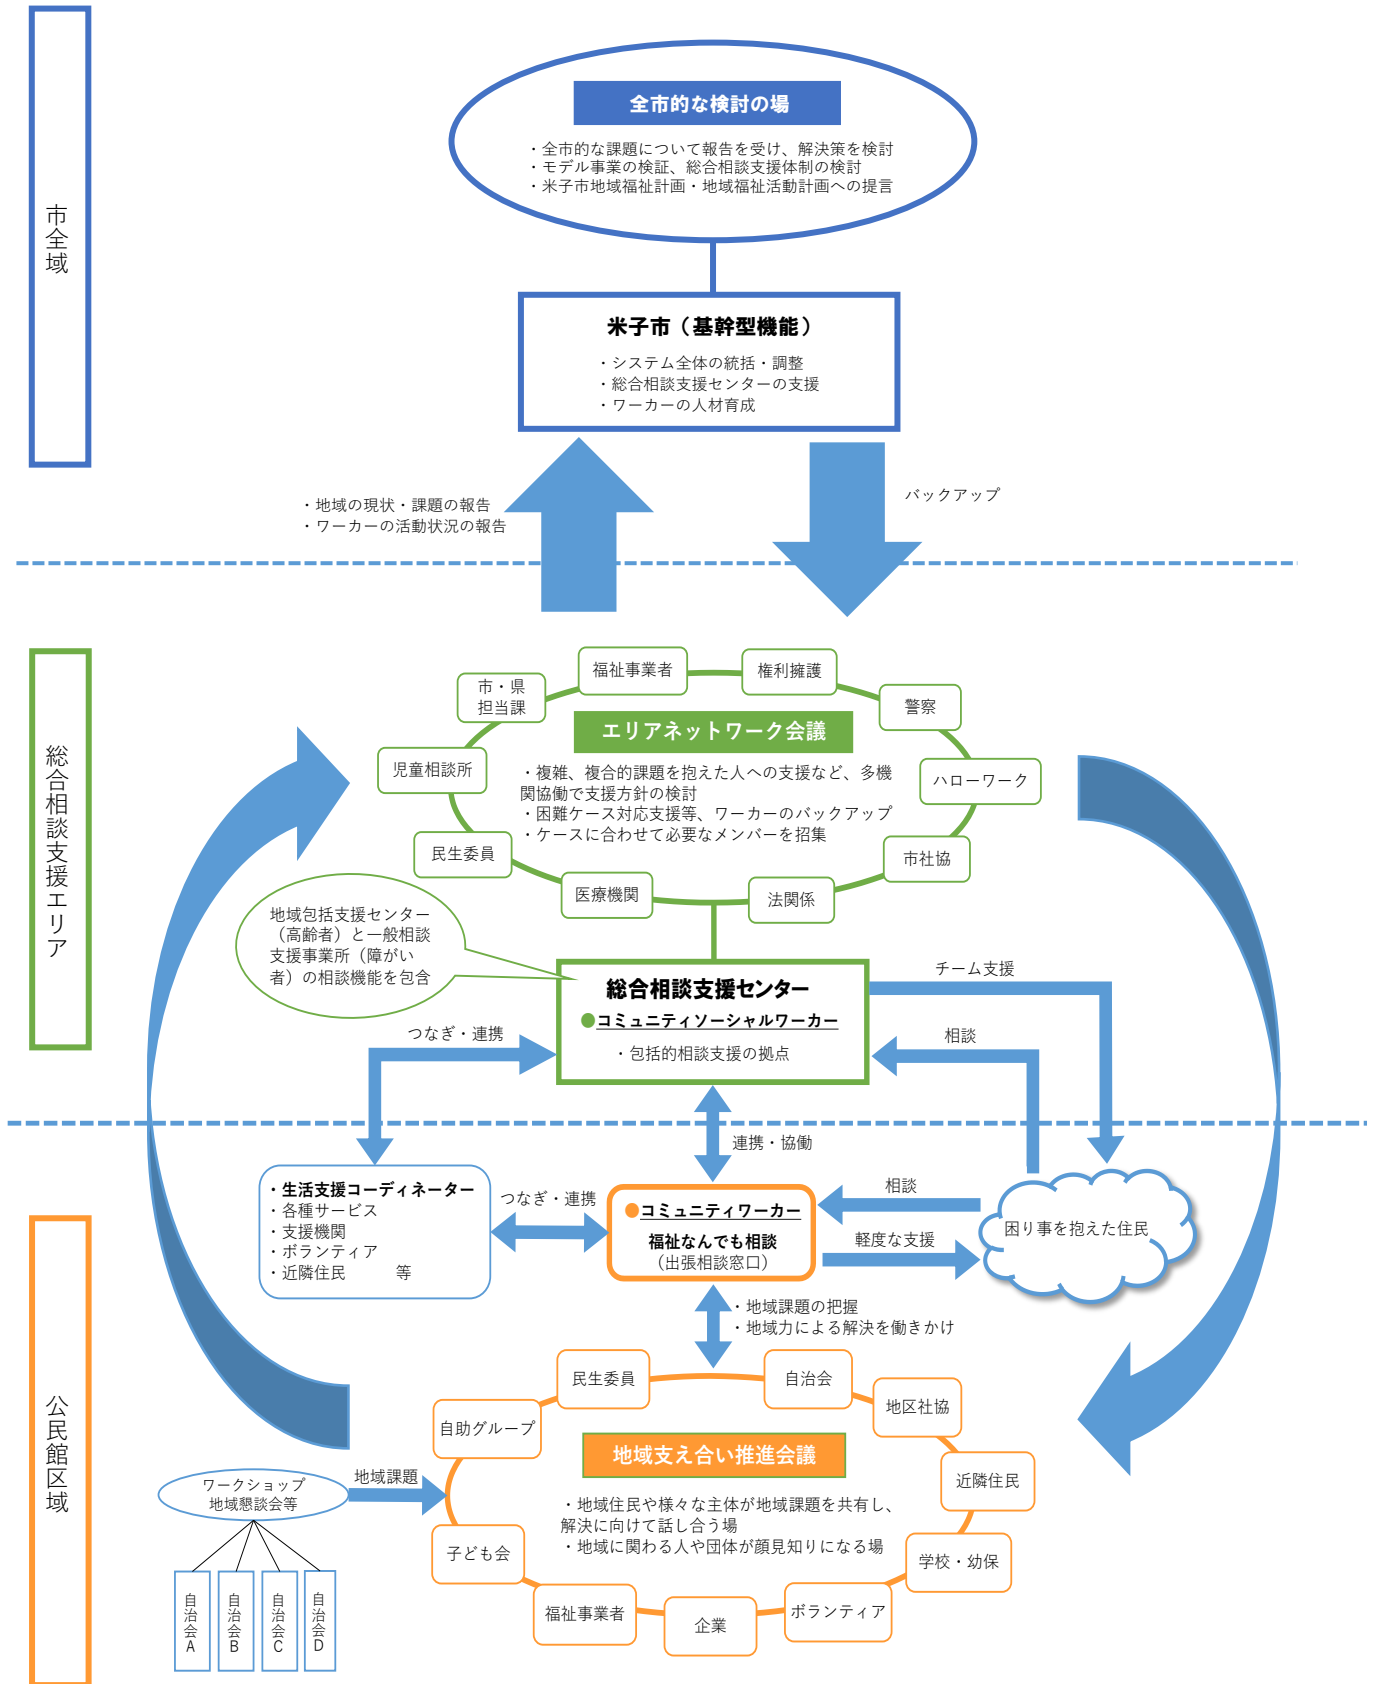 市全域
全市的な検討の場
・全市的な課題について報告を受け、解決策を検討
・モデル事業の検証、総合相談支援体制の検討
・米子市地域福祉計画・地域福祉活動計画への提言
米子市（基幹型機能）
・システム全体の統括・調整
・総合相談支援センターの支援
・ワーカーの人材育成
・地域の現状・課題の報告
・ワーカーの活動状況の報告
バックアップ
総合相談支援エリア
福祉事業者
権利擁護
市・県
担当課
警察
エリアネットワーク会議
児童相談所
ハローワーク
・複雑、複合的課題を抱えた人への支援など、多機
関協働で支援方針の検討
・困難ケース対応支援等、ワーカーのバックアップ
・ケースに合わせて必要なメンバーを招集
民生委員
市社協
医療機関
法関係
地域包括支援センター
（高齢者）と一般相談
支援事業所（障がい
者）の相談機能を包含
総合相談支援センター
●コミュニティソーシャルワーカー
・包括的相談支援の拠点
チーム支援
相談
つなぎ・連携
連携・協働
・生活支援コーディネーター
・各種サービス
・支援機関
・ボランティア
・近隣住民　　　等
つなぎ・連携
●コミュニティワーカー
福祉なんでも相談
（出張相談窓口）
相談
軽度な支援
困り事を抱えた住民
・地域課題の把握
・地域力による解決を働きかけ
公民館区域
民生委員
自治会
自助グループ
地区社協
地域支え合い推進会議
近隣住民
ワークショップ
地域懇談会等
地域課題
・地域住民や様々な主体が地域課題を共有し、
解決に向けて話し合う場
・地域に関わる人や団体が顔見知りになる場
子ども会
学校・幼保
福祉事業者
企業
ボランティア
自治会A
自治会B
自治会C
自治会D